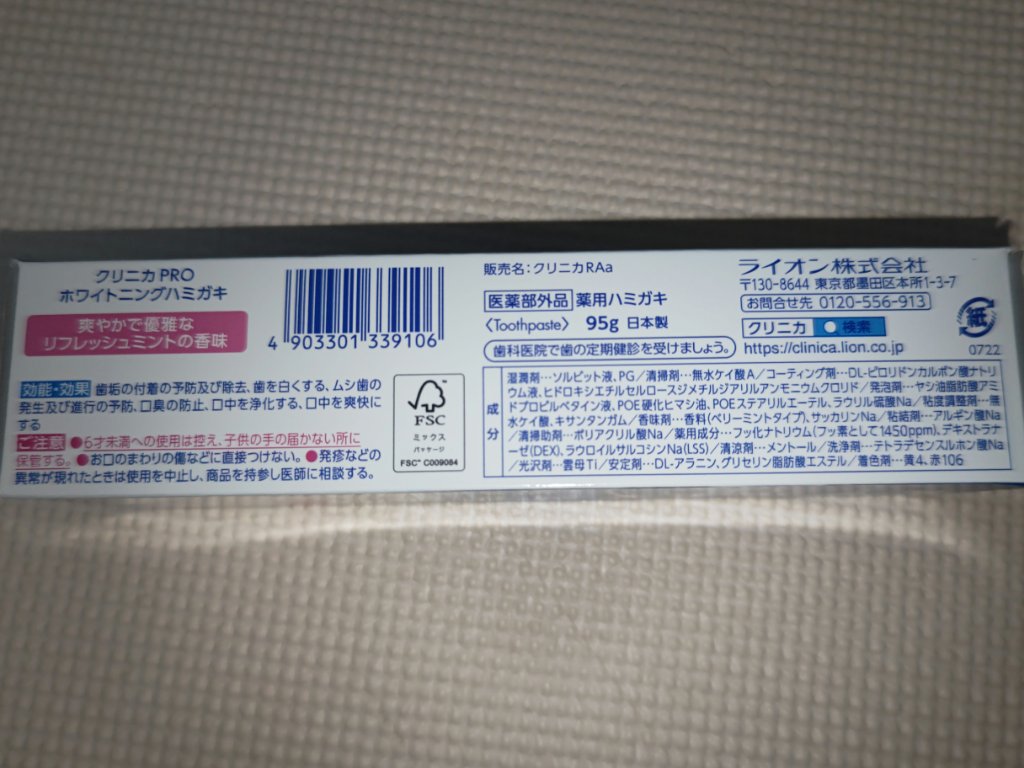 クリニカ PRO
ホワイトニングハミガキ
爽やかで優雅な
リフレッシュミントの香味
4 903301 339106
効能・効果 歯垢の付着の予防及び除去、歯を白くする、ムシ歯の
発生及び進行の予防、口臭の防止、口中を浄化する、口中を爽快に
する
ご注意 ●6才未満への使用は控え、子供の手の届かない所に
保管する。●お口のまわりの傷などに直接つけない。●発疹などの
異常が現れたときは使用を中止し、商品を持参し医師に相談する。
FSC
ミックス
パッケージ
FSC® C009084
販売名:クリニカRAa
医薬部外品 薬用ハミガキ
〈Toothpaste〉 95g 日本製
歯科医院で歯の定期健診を受けましょう。
ライオン株式会社
〒130-8644 東京都墨田区本所1-3-7
お問合せ先 0120-556-913
クリニカ 検索
https://clinica.lion.co.jp
紙
0722
成分
湿潤剤…ソルビット液、PG/清掃剤…無水ケイ酸A/コーティング剤…DL-ピロリドンカルボン酸ナトリ
ウム液、ヒドロキシエチルセルロースジメチルジアリルアンモニウムクロリド/発泡剤…ヤシ油脂肪酸アミ
ドプロピルベタイン液、POE硬化ヒマシ油、POEステアリルエーテル、ラウリル硫酸Na/粘度調整剤…無
水ケイ酸、キサンタンガム/香味剤…香料(ベリーミントタイプ)、サッカリンNa/粘結剤…アルギン酸Na
/清掃助剤…ポリアクリル酸Na/薬用成分…フッ化ナトリウム(フッ素として1450ppm)、デキストラナ
ーゼ(DEX)、ラウロイルサルコシンNa(LSS)/清涼剤…メントール/洗浄剤…テトラデセンスルホン酸Na
/光沢剤…雲母Ti/安定剤…DL-アラニン、グリセリン脂肪酸エステル/着色剤…黄4、赤106